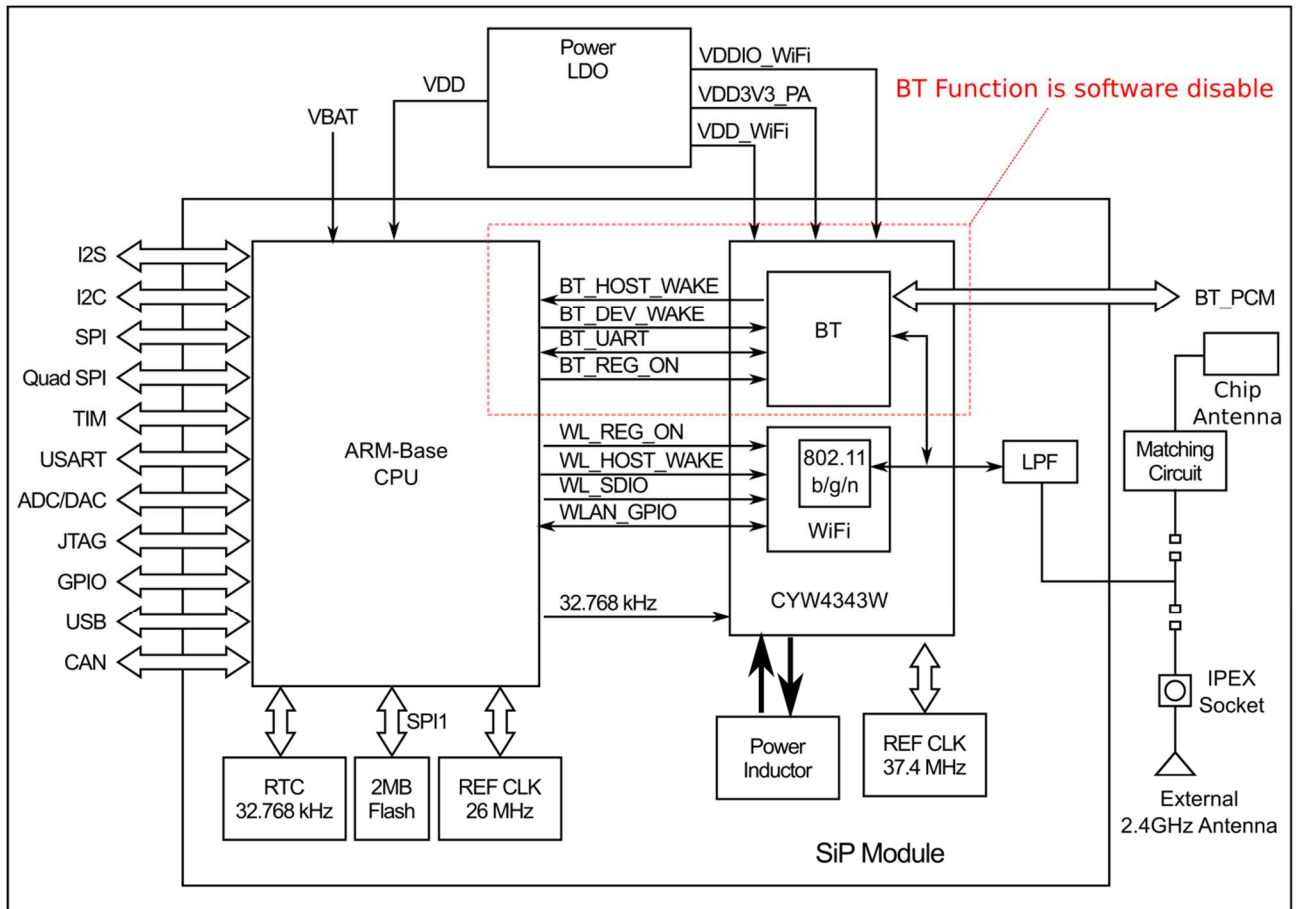 Power
LDO
VDDIO_WiFi
VDD3V3_PA
VDD_WiFi
VDD
VBAT
BT Function is software disable
I2S
I2C
SPI
Quad SPI
TIM
USART
ADC/DAC
JTAG
GPIO
USB
CAN
ARM-Base
CPU
BT_HOST_WAKE
BT_DEV_WAKE
BT_UART
BT_REG_ON
WL_REG_ON
WL_HOST_WAKE
WL_SDIO
WLAN_GPIO
32.768 kHz
BT
802.11
b/g/n
WiFi
CYW4343W
BT_PCM
Chip
Antenna
LPF
Matching
Circuit
IPEX
Socket
External
2.4GHz Antenna
SPI1
RTC
32.768 kHz
2MB
Flash
REF CLK
26 MHz
Power
Inductor
REF CLK
37.4 MHz
SiP Module